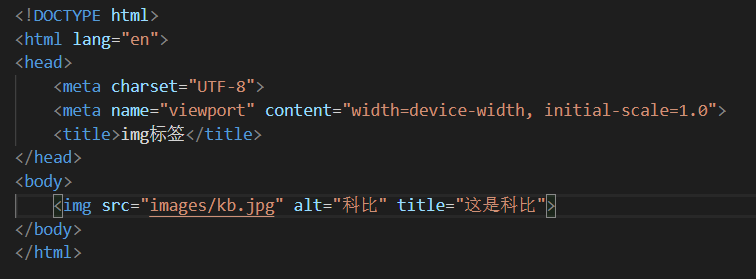 <!DOCTYPE html>
<html lang="en">
<head>
    <meta charset="UTF-8">
    <meta name="viewport" content="width=device-width, initial-scale=1.0">
    <title>img标签</title>
</head>
<body>
    <img src="images/kb.jpg" alt="科比" title="这是科比">
</body>
</html>